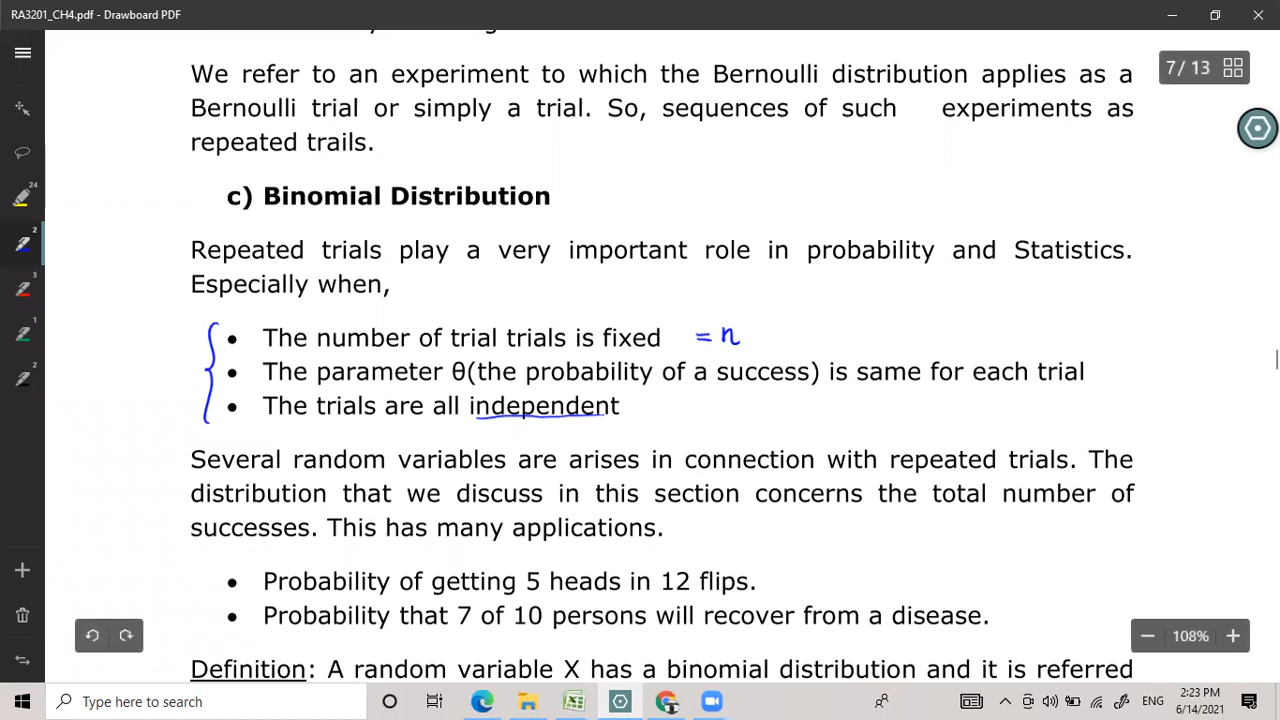 RA3201_CH4.pdf - Drawboard PDF
We refer to an experiment to which the Bernoulli distribution applies as a
7 / 13
Bernoulli trial or simply a trial. So, sequences of such experiments as
repeated trails.
24
c) Binomial Distribution
2
Repeated trials play a very important role in probability and Statistics.
Especially when,
3
• The number of trial trials is fixed = n
1
• The parameter θ(the probability of a success) is same for each trial
2
• The trials are all independent
Several random variables are arises in connection with repeated trials. The
distribution that we discuss in this section concerns the total number of
successes. This has many applications.
• Probability of getting 5 heads in 12 flips.
• Probability that 7 of 10 persons will recover from a disease.
108%
Definition: A random variable X has a binomial distribution and it is referred
Type here to search
ENG
2:23 PM
6/14/2021